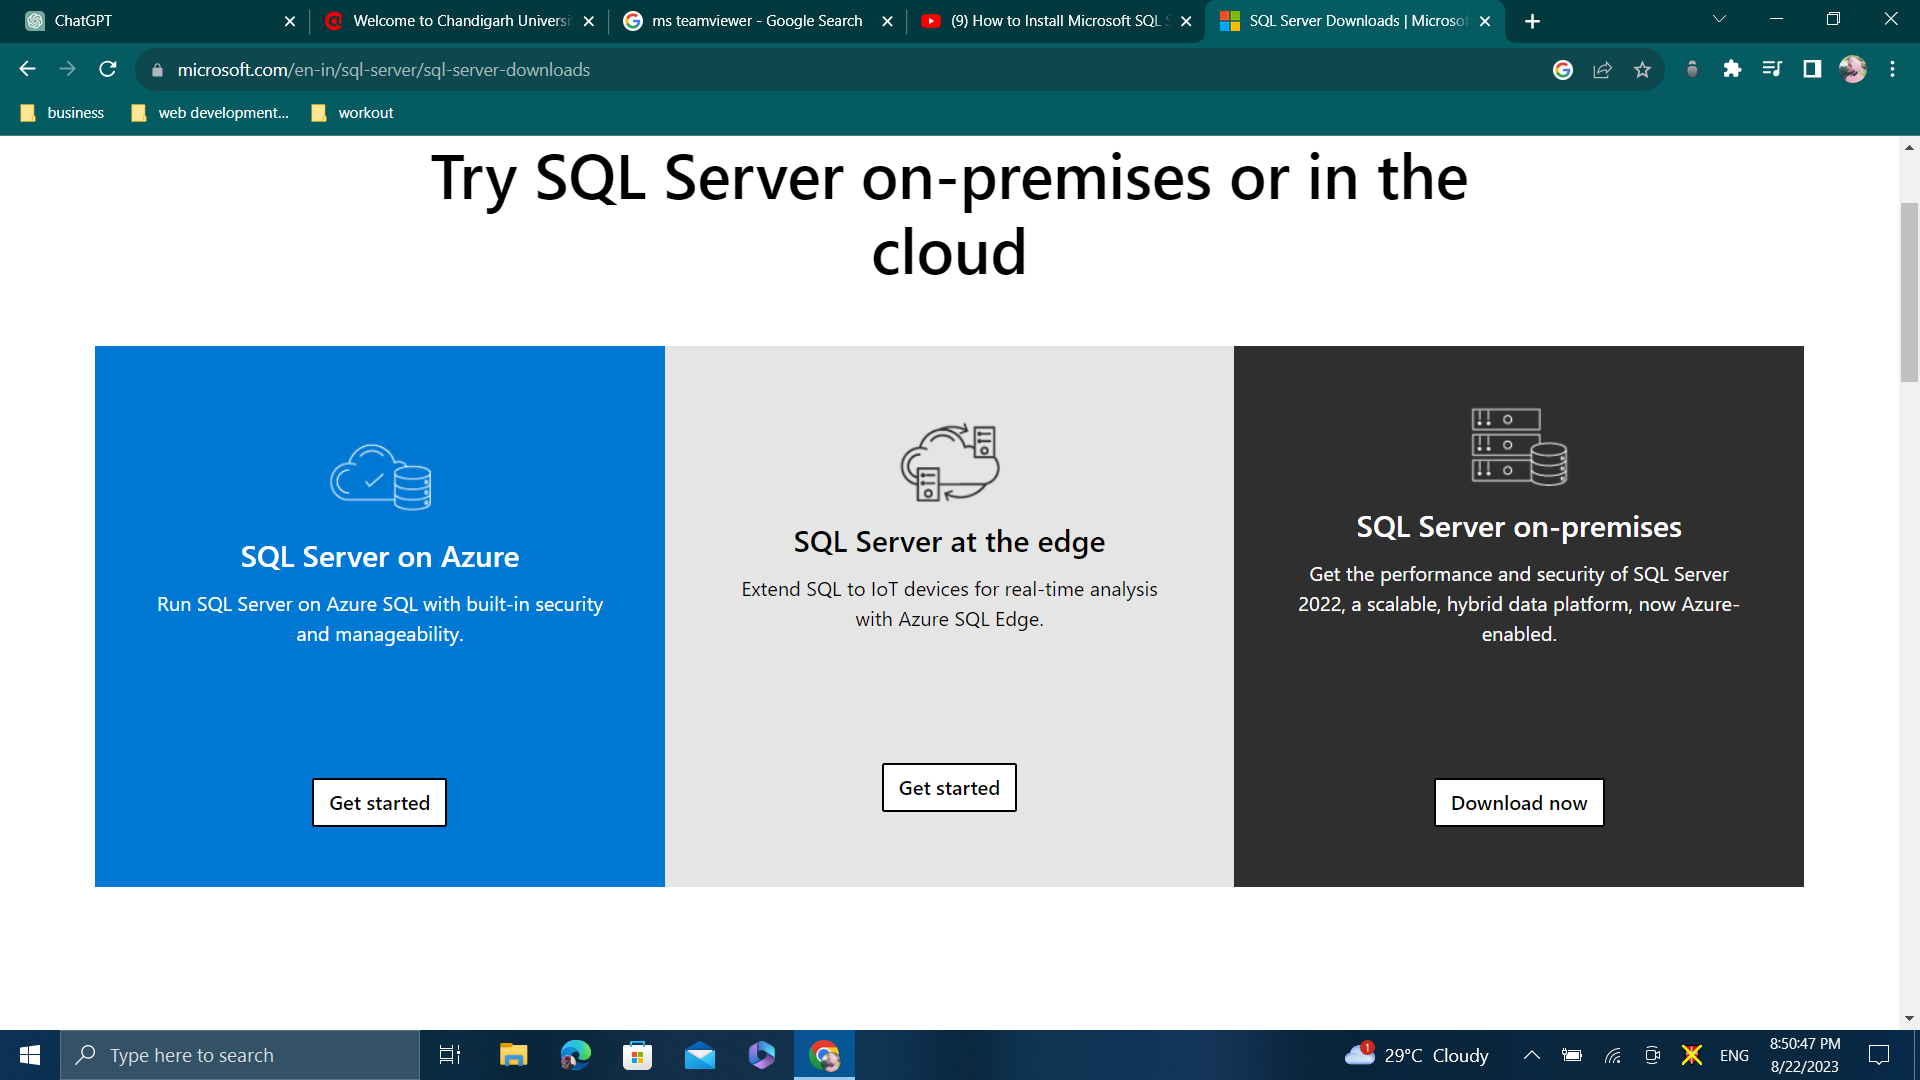 ChatGPT
Welcome to Chandigarh Universi
ms teamviewer - Google Search
(9) How to Install Microsoft SQL S
SQL Server Downloads | Microsof
microsoft.com/en-in/sql-server/sql-server-downloads
business
web development...
workout
Try SQL Server on-premises or in the
cloud
SQL Server on Azure
Run SQL Server on Azure SQL with built-in security
and manageability.
Get started
SQL Server at the edge
Extend SQL to IoT devices for real-time analysis
with Azure SQL Edge.
Get started
SQL Server on-premises
Get the performance and security of SQL Server
2022, a scalable, hybrid data platform, now Azure-
enabled.
Download now
Type here to search
1
29°C Cloudy
ENG
8:50:47 PM
8/22/2023